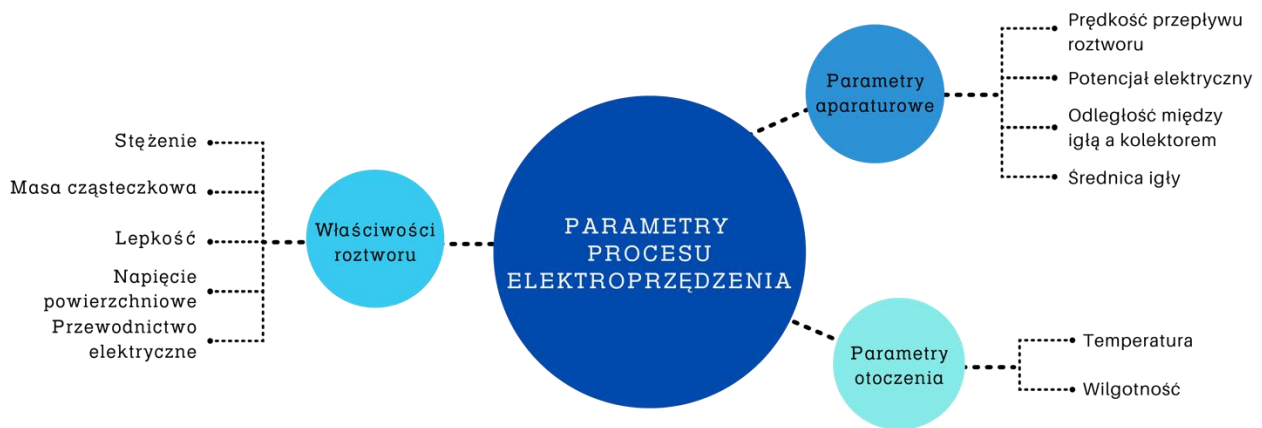 PARAMETRY
PROCESU
ELEKTROPRZĘDZENIA
Właściwości
roztworu
Stężenie
Masa cząsteczkowa
Lepkość
Napięcie
powierzchniowe
Przewodnictwo
elektryczne
Parametry
aparaturowe
Prędkość przepływu
roztworu
Potencjał elektryczny
Odległość między
igłą a kolektorem
Średnica igły
Parametry
otoczenia
Temperatura
Wilgotność